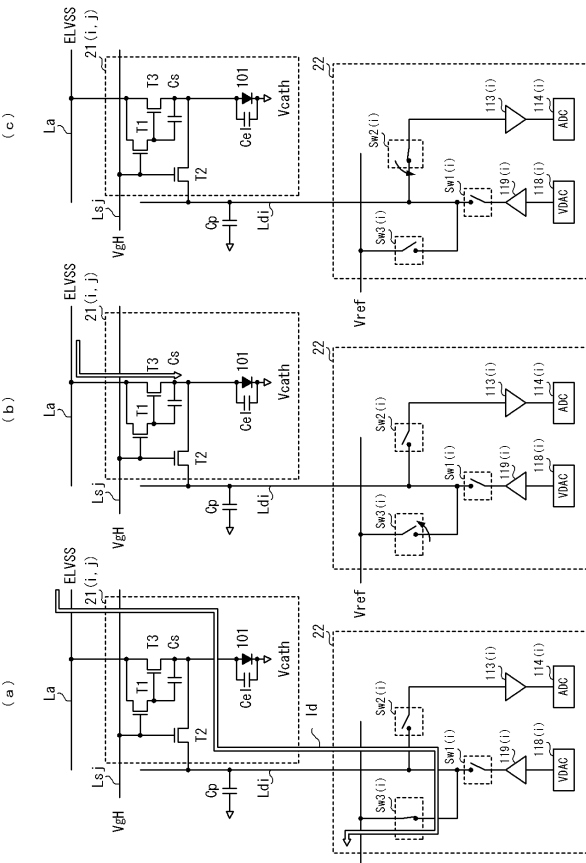 (c)
ELVSS
La
21(i, j)
T3
Cs
T1
101
Lsj
Cel
Vcath
T2
VgH
Cp
Ldi
22
Sw2(i)
113(i)
114(i)
ADC
Sw1(i)
119(i)
118(i)
VDAC
Sw3(i)
Vref
(b)
ELVSS
La
21(i, j)
T3
Cs
T1
101
Lsj
Cel
Vcath
T2
VgH
Cp
Ldi
22
Sw2(i)
113(i)
114(i)
ADC
Sw1(i)
119(i)
118(i)
VDAC
Sw3(i)
Vref
(a)
ELVSS
La
21(i, j)
T3
Cs
T1
101
Lsj
Cel
Vcath
T2
VgH
Id
Cp
Ldi
22
Sw2(i)
113(i)
114(i)
ADC
Sw1(i)
119(i)
118(i)
VDAC
Sw3(i)